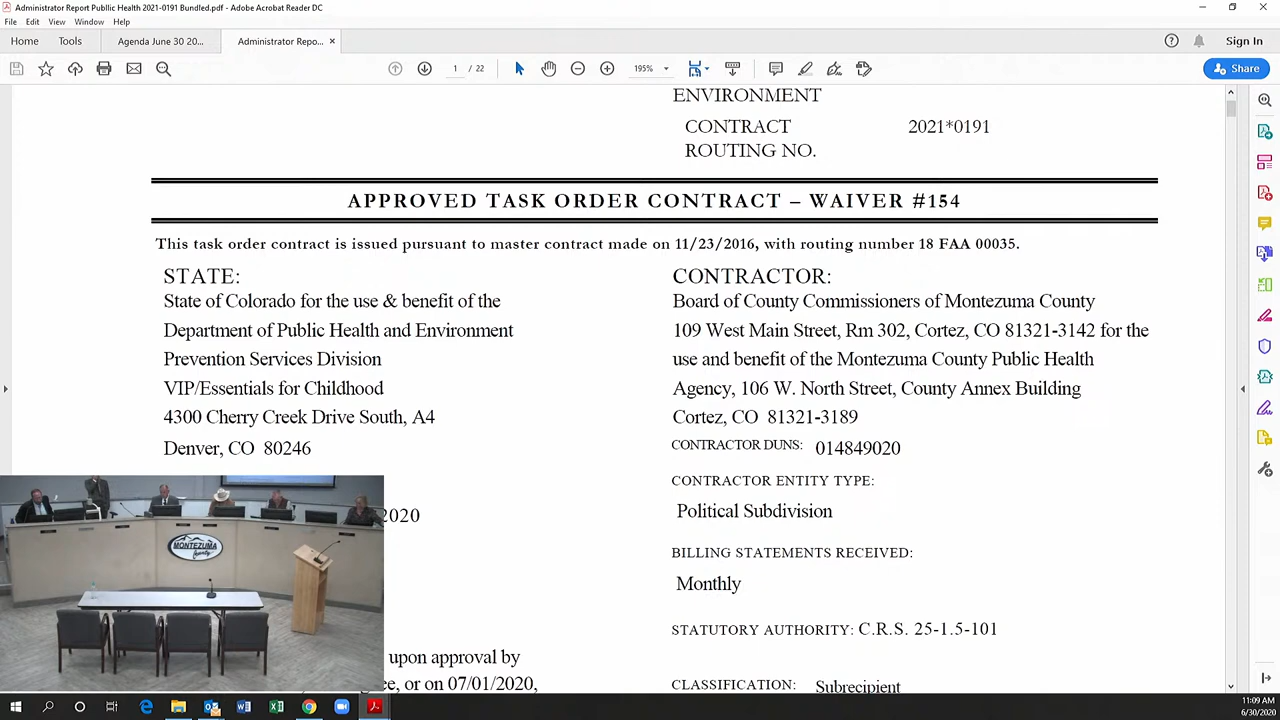 Administrator Report Publlic Health 2021-0191 Bundled.pdf - Adobe Acrobat Reader DC
File Edit View Window Help
Home Tools Agenda June 30 20... Administrator Repo... ×
Sign In
1 / 22
195%
Share
ENVIRONMENT
CONTRACT 2021*0191
ROUTING NO.
APPROVED TASK ORDER CONTRACT – WAIVER #154
This task order contract is issued pursuant to master contract made on 11/23/2016, with routing number 18 FAA 00035.
STATE:
State of Colorado for the use & benefit of the
Department of Public Health and Environment
Prevention Services Division
VIP/Essentials for Childhood
4300 Cherry Creek Drive South, A4
Denver, CO 80246
2020
upon approval by
ee, or on 07/01/2020,
CONTRACTOR:
Board of County Commissioners of Montezuma County
109 West Main Street, Rm 302, Cortez, CO 81321-3142 for the
use and benefit of the Montezuma County Public Health
Agency, 106 W. North Street, County Annex Building
Cortez, CO 81321-3189
CONTRACTOR DUNS: 014849020
CONTRACTOR ENTITY TYPE:
Political Subdivision
BILLING STATEMENTS RECEIVED:
Monthly
STATUTORY AUTHORITY: C.R.S. 25-1.5-101
CLASSIFICATION: Subrecipient
MONTEZUMA
County
11:09 AM
6/30/2020